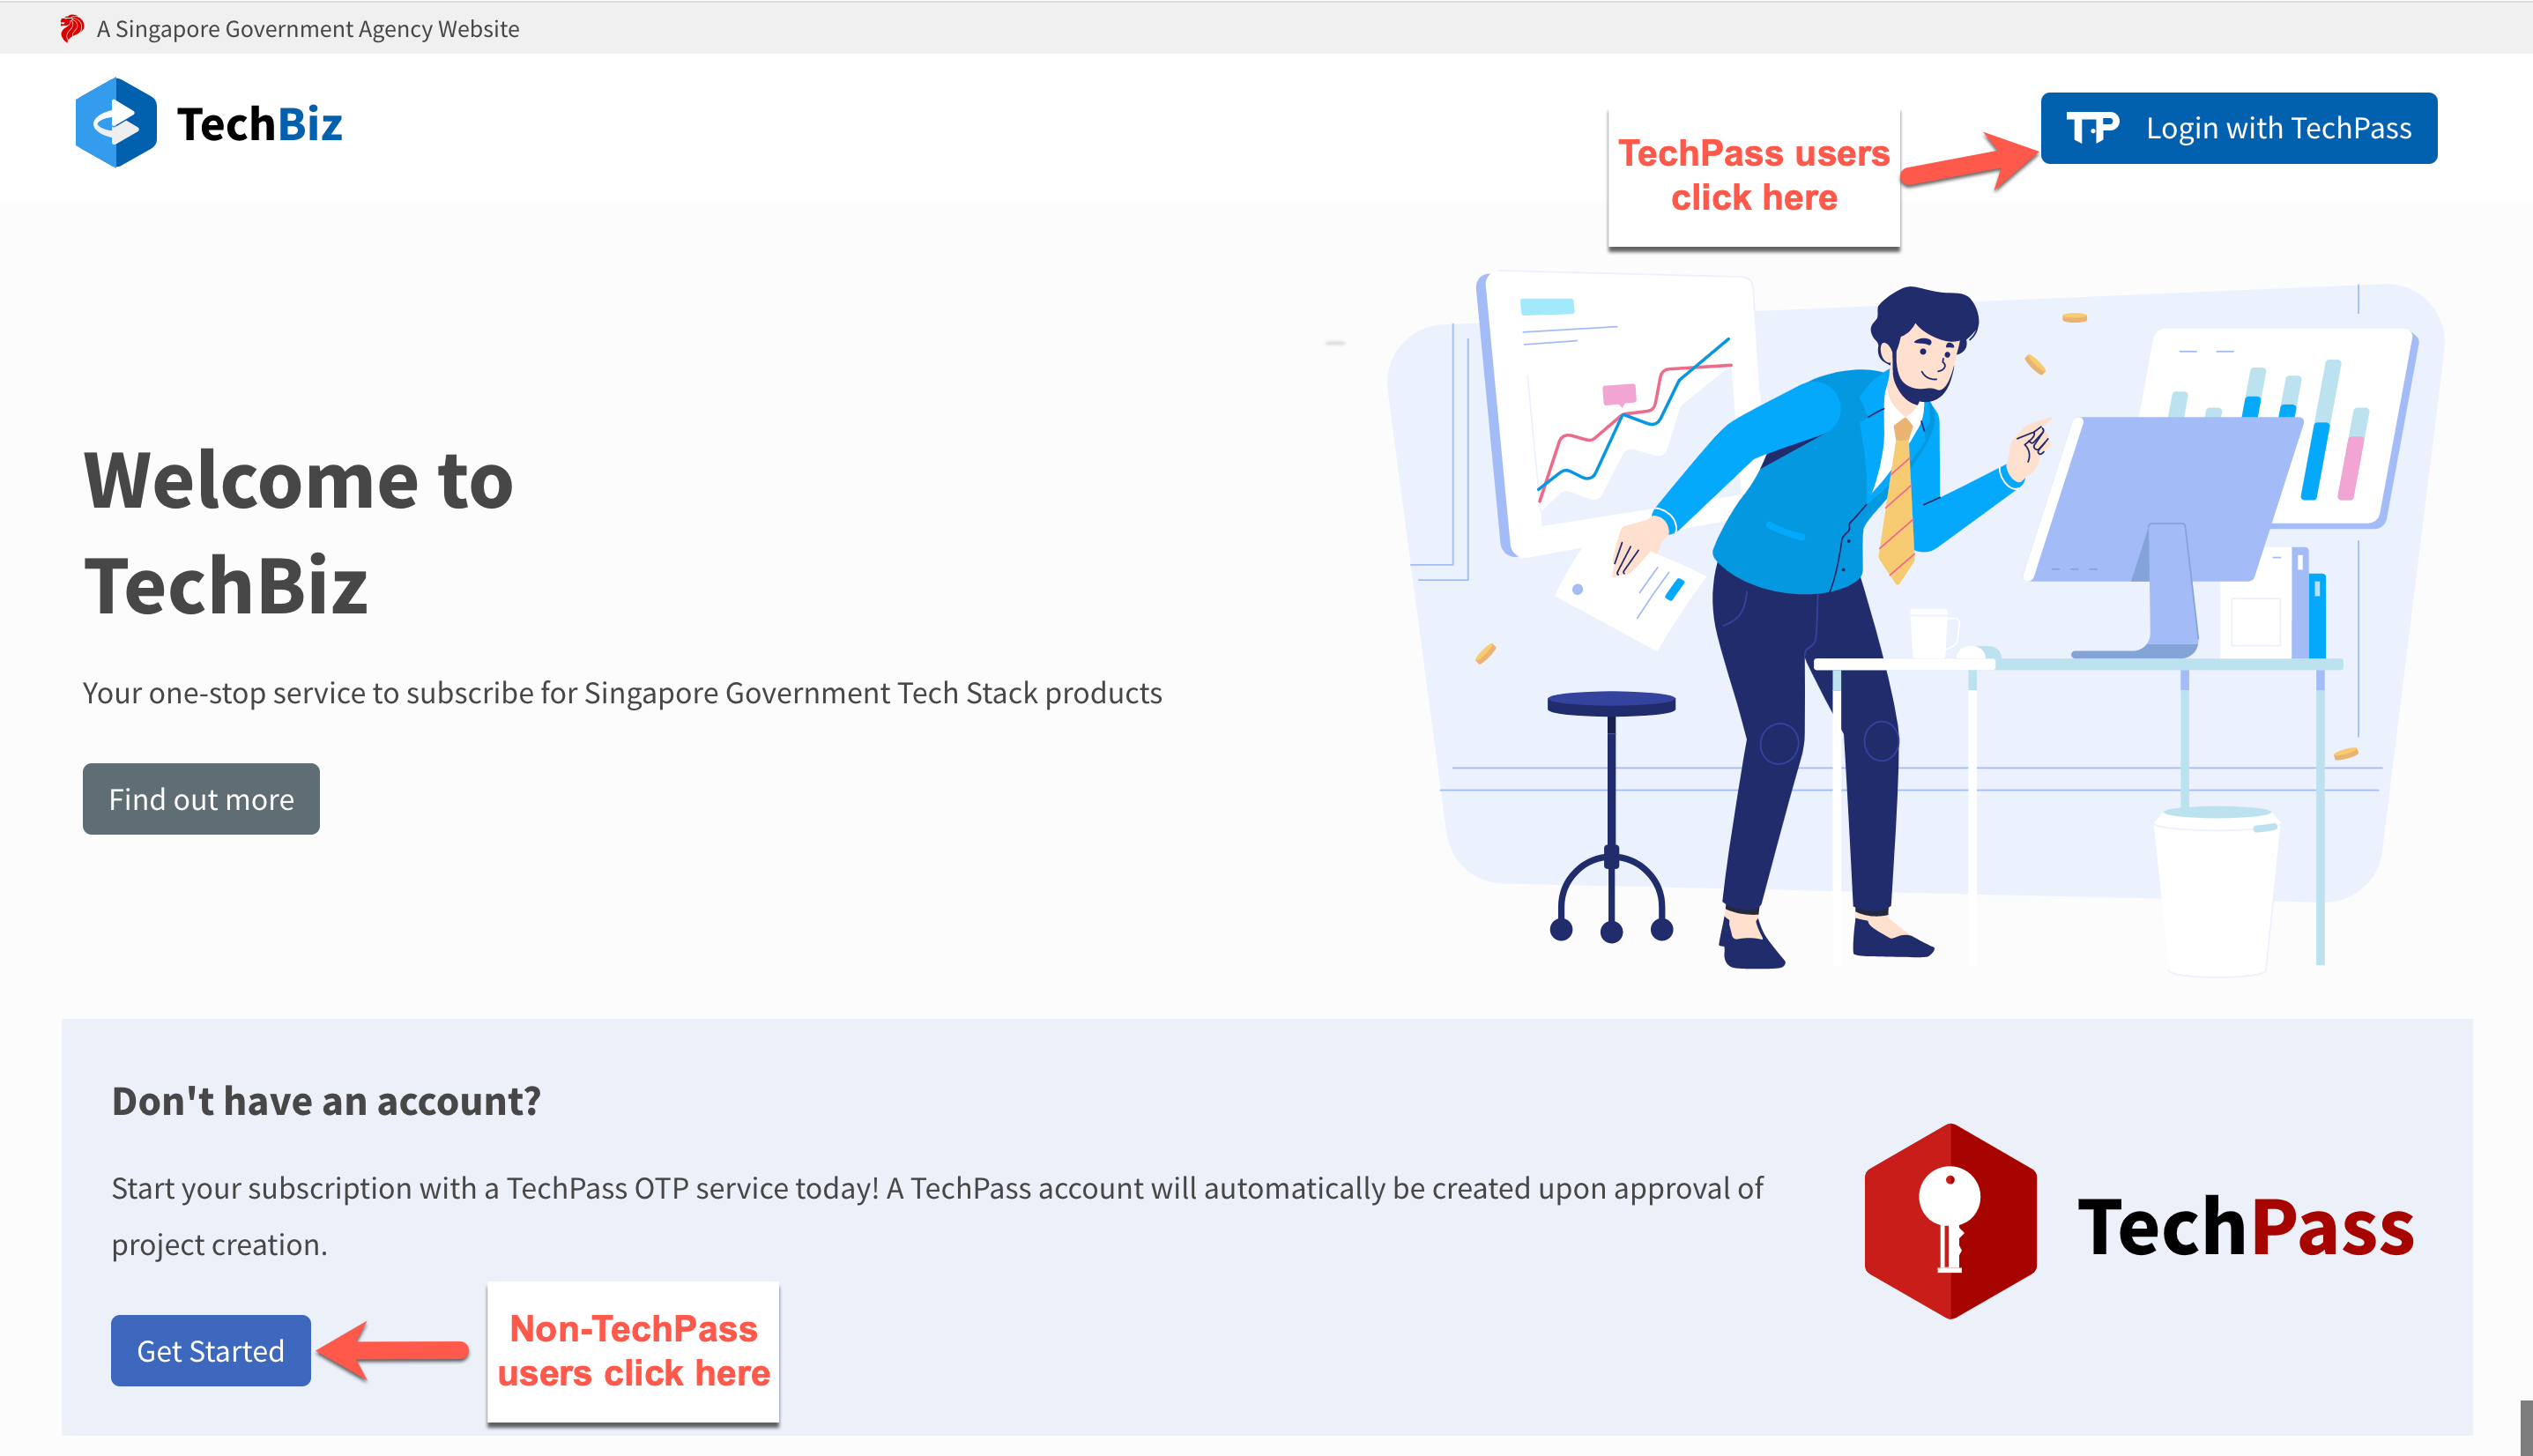 A Singapore Government Agency Website
TechBiz
TechPass users
click here
TP Login with TechPass
Welcome to
TechBiz
Your one-stop service to subscribe for Singapore Government Tech Stack products
Find out more
Don't have an account?
Start your subscription with a TechPass OTP service today! A TechPass account will automatically be created upon approval of
project creation.
TechPass
Get Started
Non-TechPass
users click here